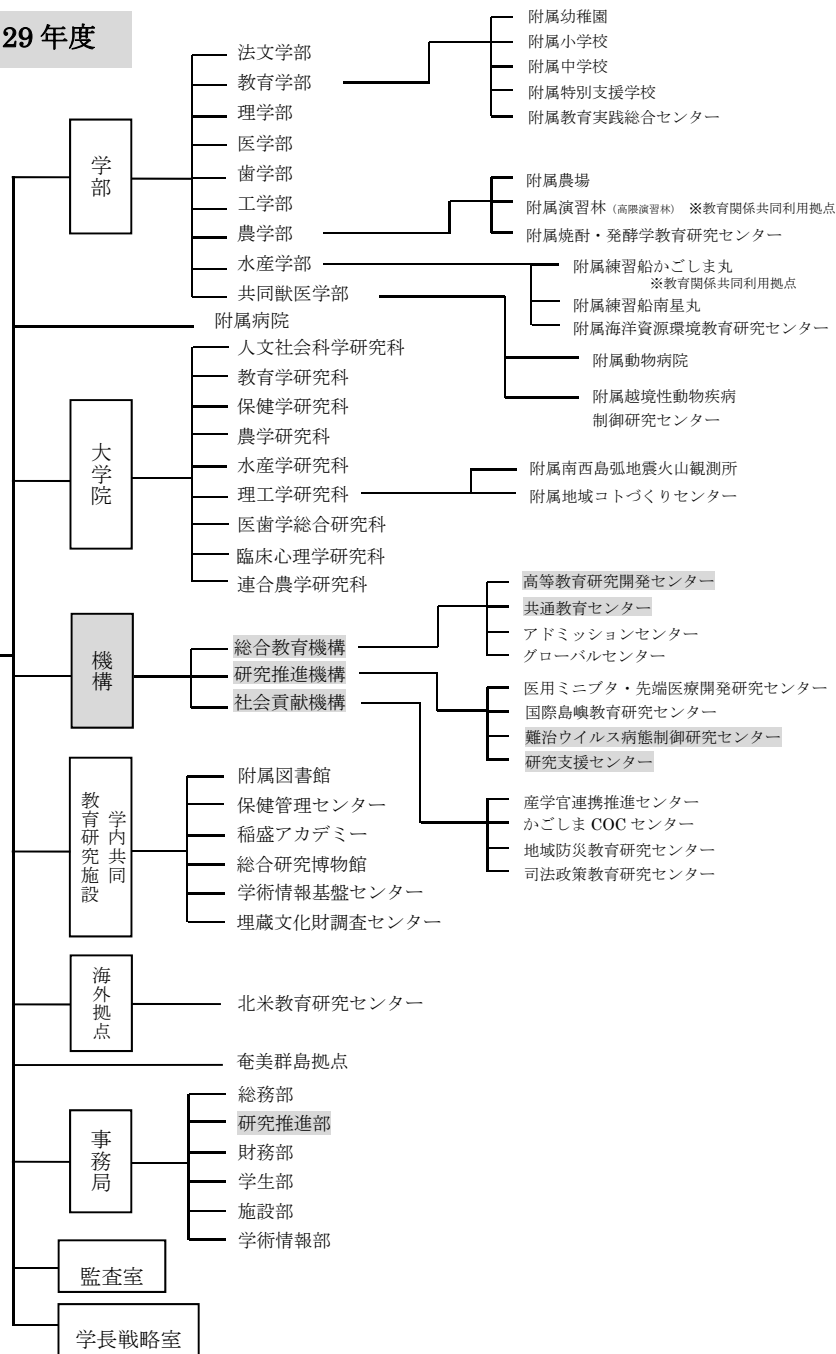 29 年度
学部
法文学部
教育学部
附属幼稚園
附属小学校
附属中学校
附属特別支援学校
附属教育実践総合センター
理学部
医学部
歯学部
工学部
農学部
附属農場
附属演習林（高隈演習林） ※教育関係共同利用拠点
附属焼酎・発酵学教育研究センター
水産学部
附属練習船かごしま丸
※教育関係共同利用拠点
附属練習船南星丸
附属海洋資源環境教育研究センター
共同獣医学部
附属動物病院
附属越境性動物疾病
制御研究センター
附属病院
大学院
人文社会科学研究科
教育学研究科
保健学研究科
農学研究科
水産学研究科
理工学研究科
附属南西島弧地震火山観測所
附属地域コトづくりセンター
医歯学総合研究科
臨床心理学研究科
連合農学研究科
機構
総合教育機構
高等教育研究開発センター
共通教育センター
アドミッションセンター
グローバルセンター
研究推進機構
医用ミニブタ・先端医療開発研究センター
国際島嶼教育研究センター
難治ウイルス病態制御研究センター
研究支援センター
社会貢献機構
産学官連携推進センター
かごしま COC センター
地域防災教育研究センター
司法政策教育研究センター
学内共同
教育研究施設
附属図書館
保健管理センター
稲盛アカデミー
総合研究博物館
学術情報基盤センター
埋蔵文化財調査センター
海外拠点
北米教育研究センター
奄美群島拠点
事務局
総務部
研究推進部
財務部
学生部
施設部
学術情報部
監査室
学長戦略室